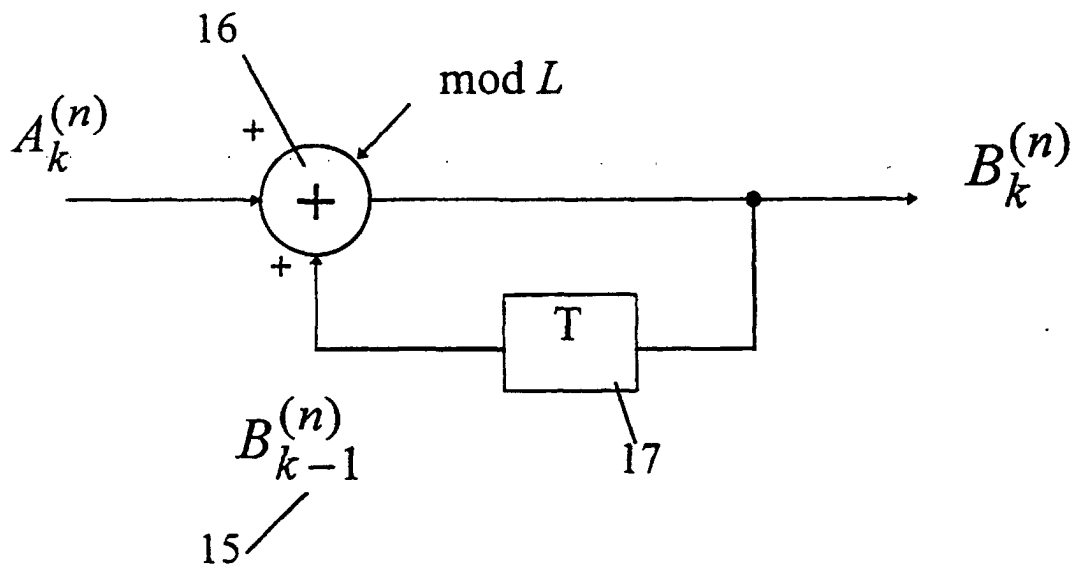 16
mod L
A_k^{(n)}
+
+
B_k^{(n)}
+
T
B_{k-1}^{(n)}
17
15